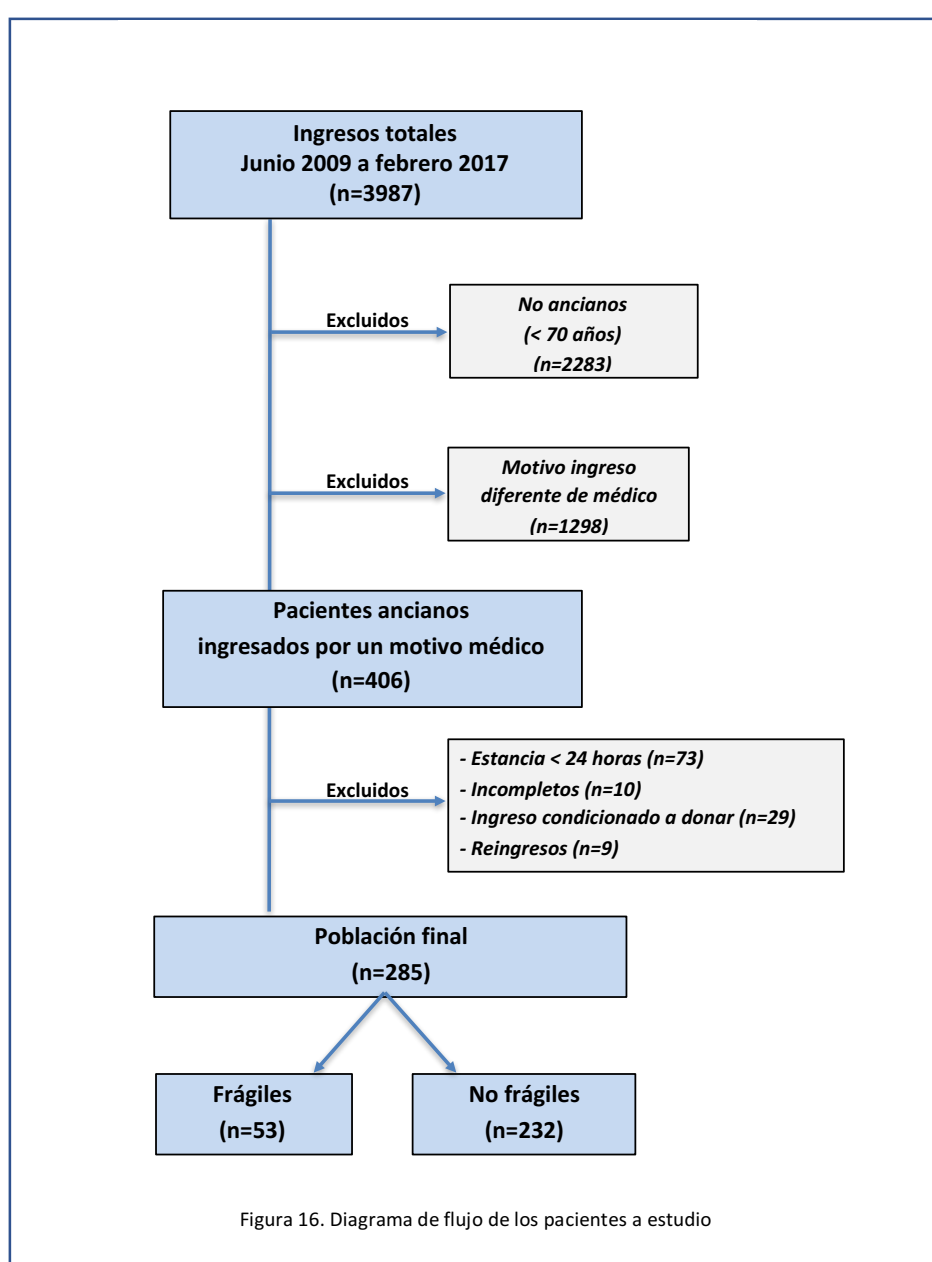 Ingresos totales
Junio 2009 a febrero 2017
(n=3987)
Excluidos
No ancianos
(< 70 años)
(n=2283)
Excluidos
Motivo ingreso
diferente de médico
(n=1298)
Pacientes ancianos
ingresados por un motivo médico
(n=406)
Excluidos
- Estancia < 24 horas (n=73)
- Incompletos (n=10)
- Ingreso condicionado a donar (n=29)
- Reingresos (n=9)
Población final
(n=285)
Frágiles
(n=53)
No frágiles
(n=232)
Figura 16. Diagrama de flujo de los pacientes a estudio